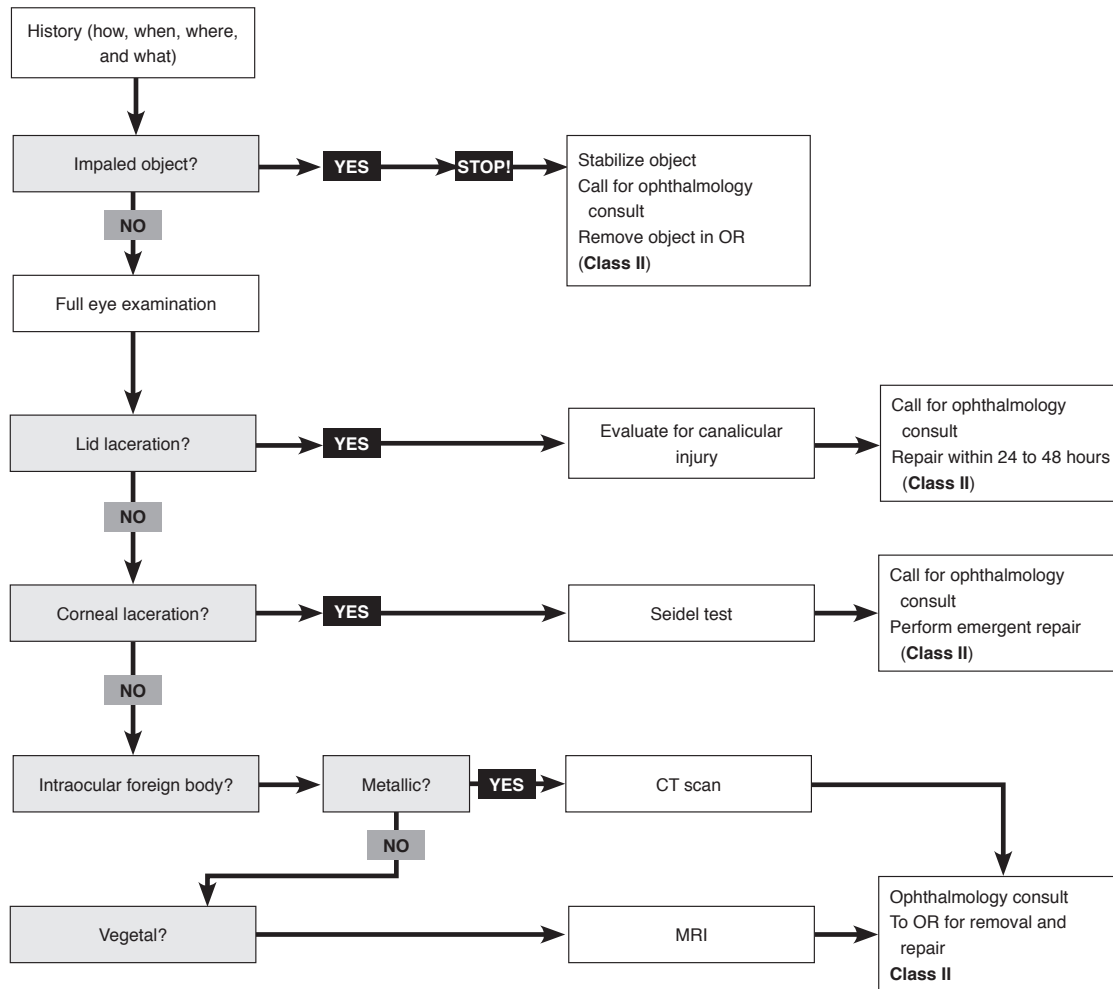 History (how, when, where,
and what)
Impaled object?
YES
STOP!
Stabilize object
Call for ophthalmology
consult
Remove object in OR
(Class II)
NO
Full eye examination
Lid laceration?
YES
Evaluate for canalicular
injury
Call for ophthalmology
consult
Repair within 24 to 48 hours
(Class II)
NO
Corneal laceration?
YES
Seidel test
Call for ophthalmology
consult
Perform emergent repair
(Class II)
NO
Intraocular foreign body?
Metallic?
YES
CT scan
NO
Vegetal?
MRI
Ophthalmology consult
To OR for removal and
repair
Class II